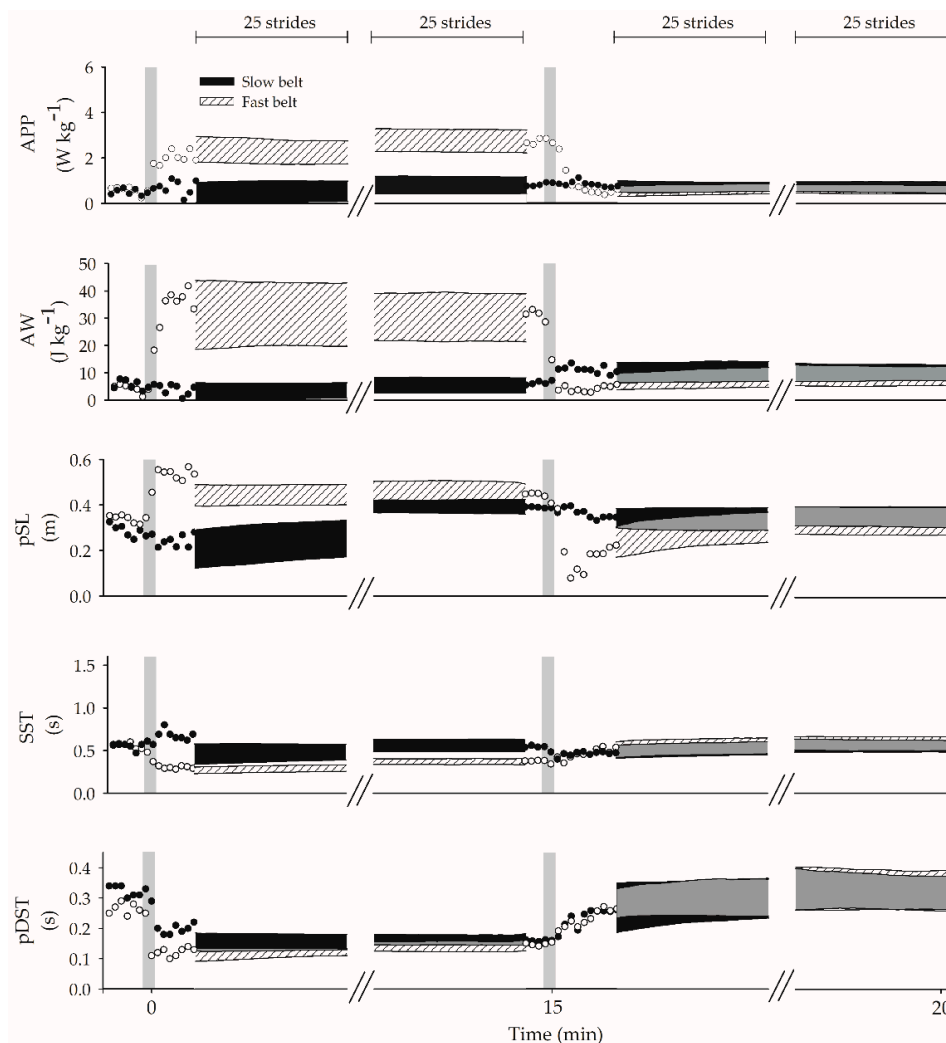 25 strides 25 strides 25 strides 25 strides
Slow belt
Fast belt
APP
(W kg⁻¹)
6
4
2
0
AW
(J kg⁻¹)
50
40
30
20
10
0
pSL
(m)
0.6
0.4
0.2
0.0
SST
(s)
1.5
1.0
0.5
0.0
pDST
(s)
0.4
0.3
0.2
0.1
0.0
0 15 20
Time (min)